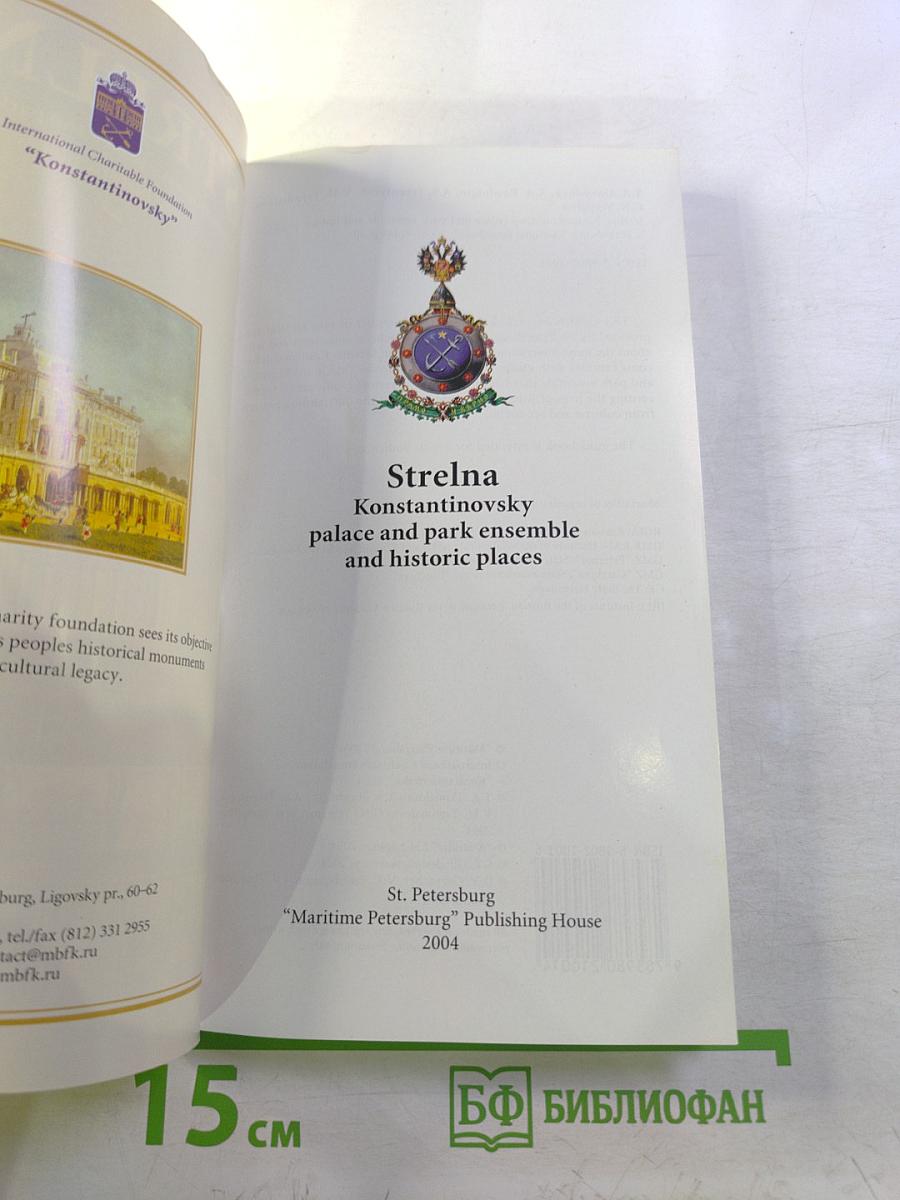 International Charitable Foundation
“Konstantinovsky”
arity foundation sees its objective
s peoples historical monuments
cultural legacy.
burg, Ligovsky pr., 60–62
, tel./fax (812) 331 2955
tact@mbfk.ru
mbfk.ru
Strelna
Konstantinovsky
palace and park ensemble
and historic places
St. Petersburg
“Maritime Petersburg” Publishing House
2004
15 см
БФ БИБЛИОФАН